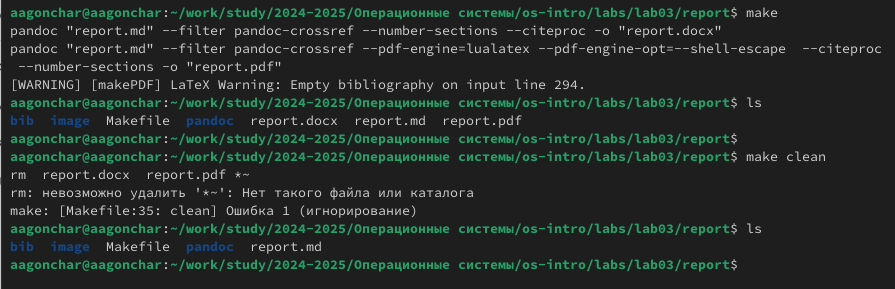 aagonchar@aagonchar:~/work/study/2024-2025/Операционные системы/os-intro/labs/lab03/report$ make
pandoc "report.md" --filter pandoc-crossref --number-sections --citeproc -o "report.docx"
pandoc "report.md" --filter pandoc-crossref --pdf-engine=lualatex --pdf-engine-opt=--shell-escape  --citeproc
 --number-sections -o "report.pdf"
[WARNING] [makePDF] LaTeX Warning: Empty bibliography on input line 294.
aagonchar@aagonchar:~/work/study/2024-2025/Операционные системы/os-intro/labs/lab03/report$ ls
bib  image  Makefile  pandoc  report.docx  report.md  report.pdf
aagonchar@aagonchar:~/work/study/2024-2025/Операционные системы/os-intro/labs/lab03/report$
aagonchar@aagonchar:~/work/study/2024-2025/Операционные системы/os-intro/labs/lab03/report$ make clean
rm  report.docx  report.pdf *~
rm: невозможно удалить '*~': Нет такого файла или каталога
make: [Makefile:35: clean] Ошибка 1 (игнорирование)
aagonchar@aagonchar:~/work/study/2024-2025/Операционные системы/os-intro/labs/lab03/report$ ls
bib  image  Makefile  pandoc  report.md
aagonchar@aagonchar:~/work/study/2024-2025/Операционные системы/os-intro/labs/lab03/report$